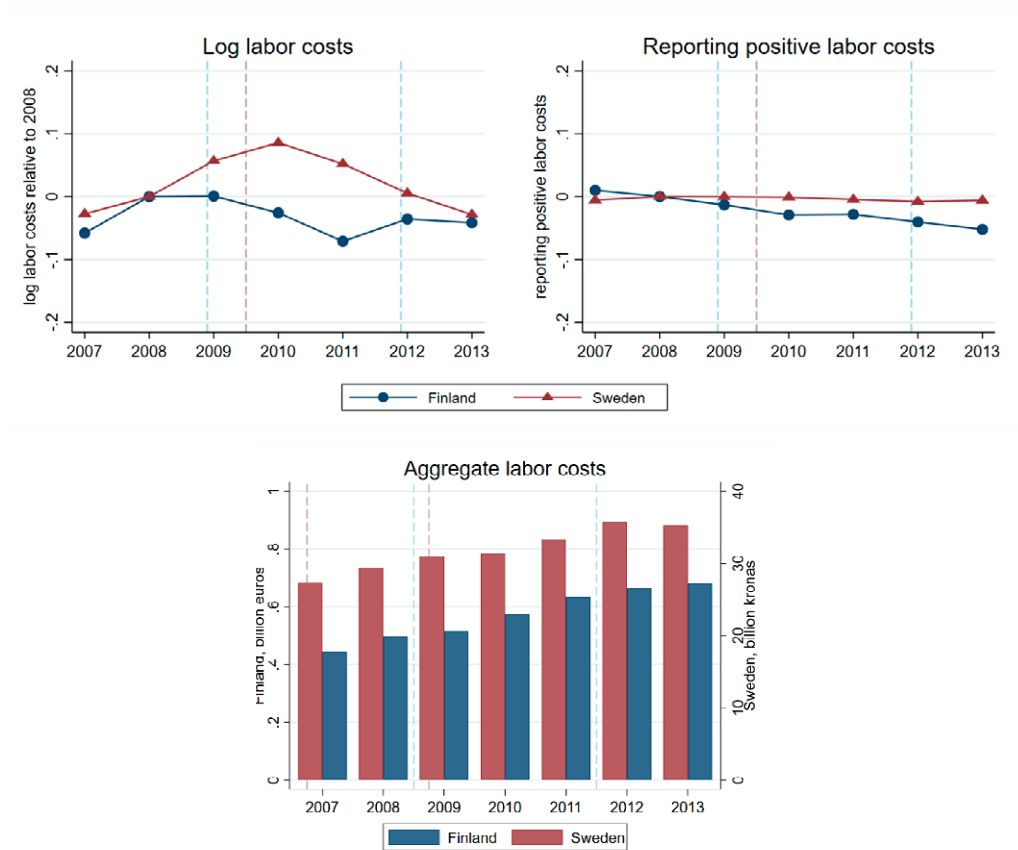 Log labor costs
log labor costs relative to 2008
.2
.1
0
-.1
-.2
2007 2008 2009 2010 2011 2012 2013
Reporting positive labor costs
reporting positive labor costs
.2
.1
0
-.1
-.2
2007 2008 2009 2010 2011 2012 2013
Finland Sweden
Aggregate labor costs
Finland, billion euros
1
.8
.6
.4
.2
0
Sweden, billion kronas
40
30
20
10
0
2007 2008 2009 2010 2011 2012 2013
Finland Sweden